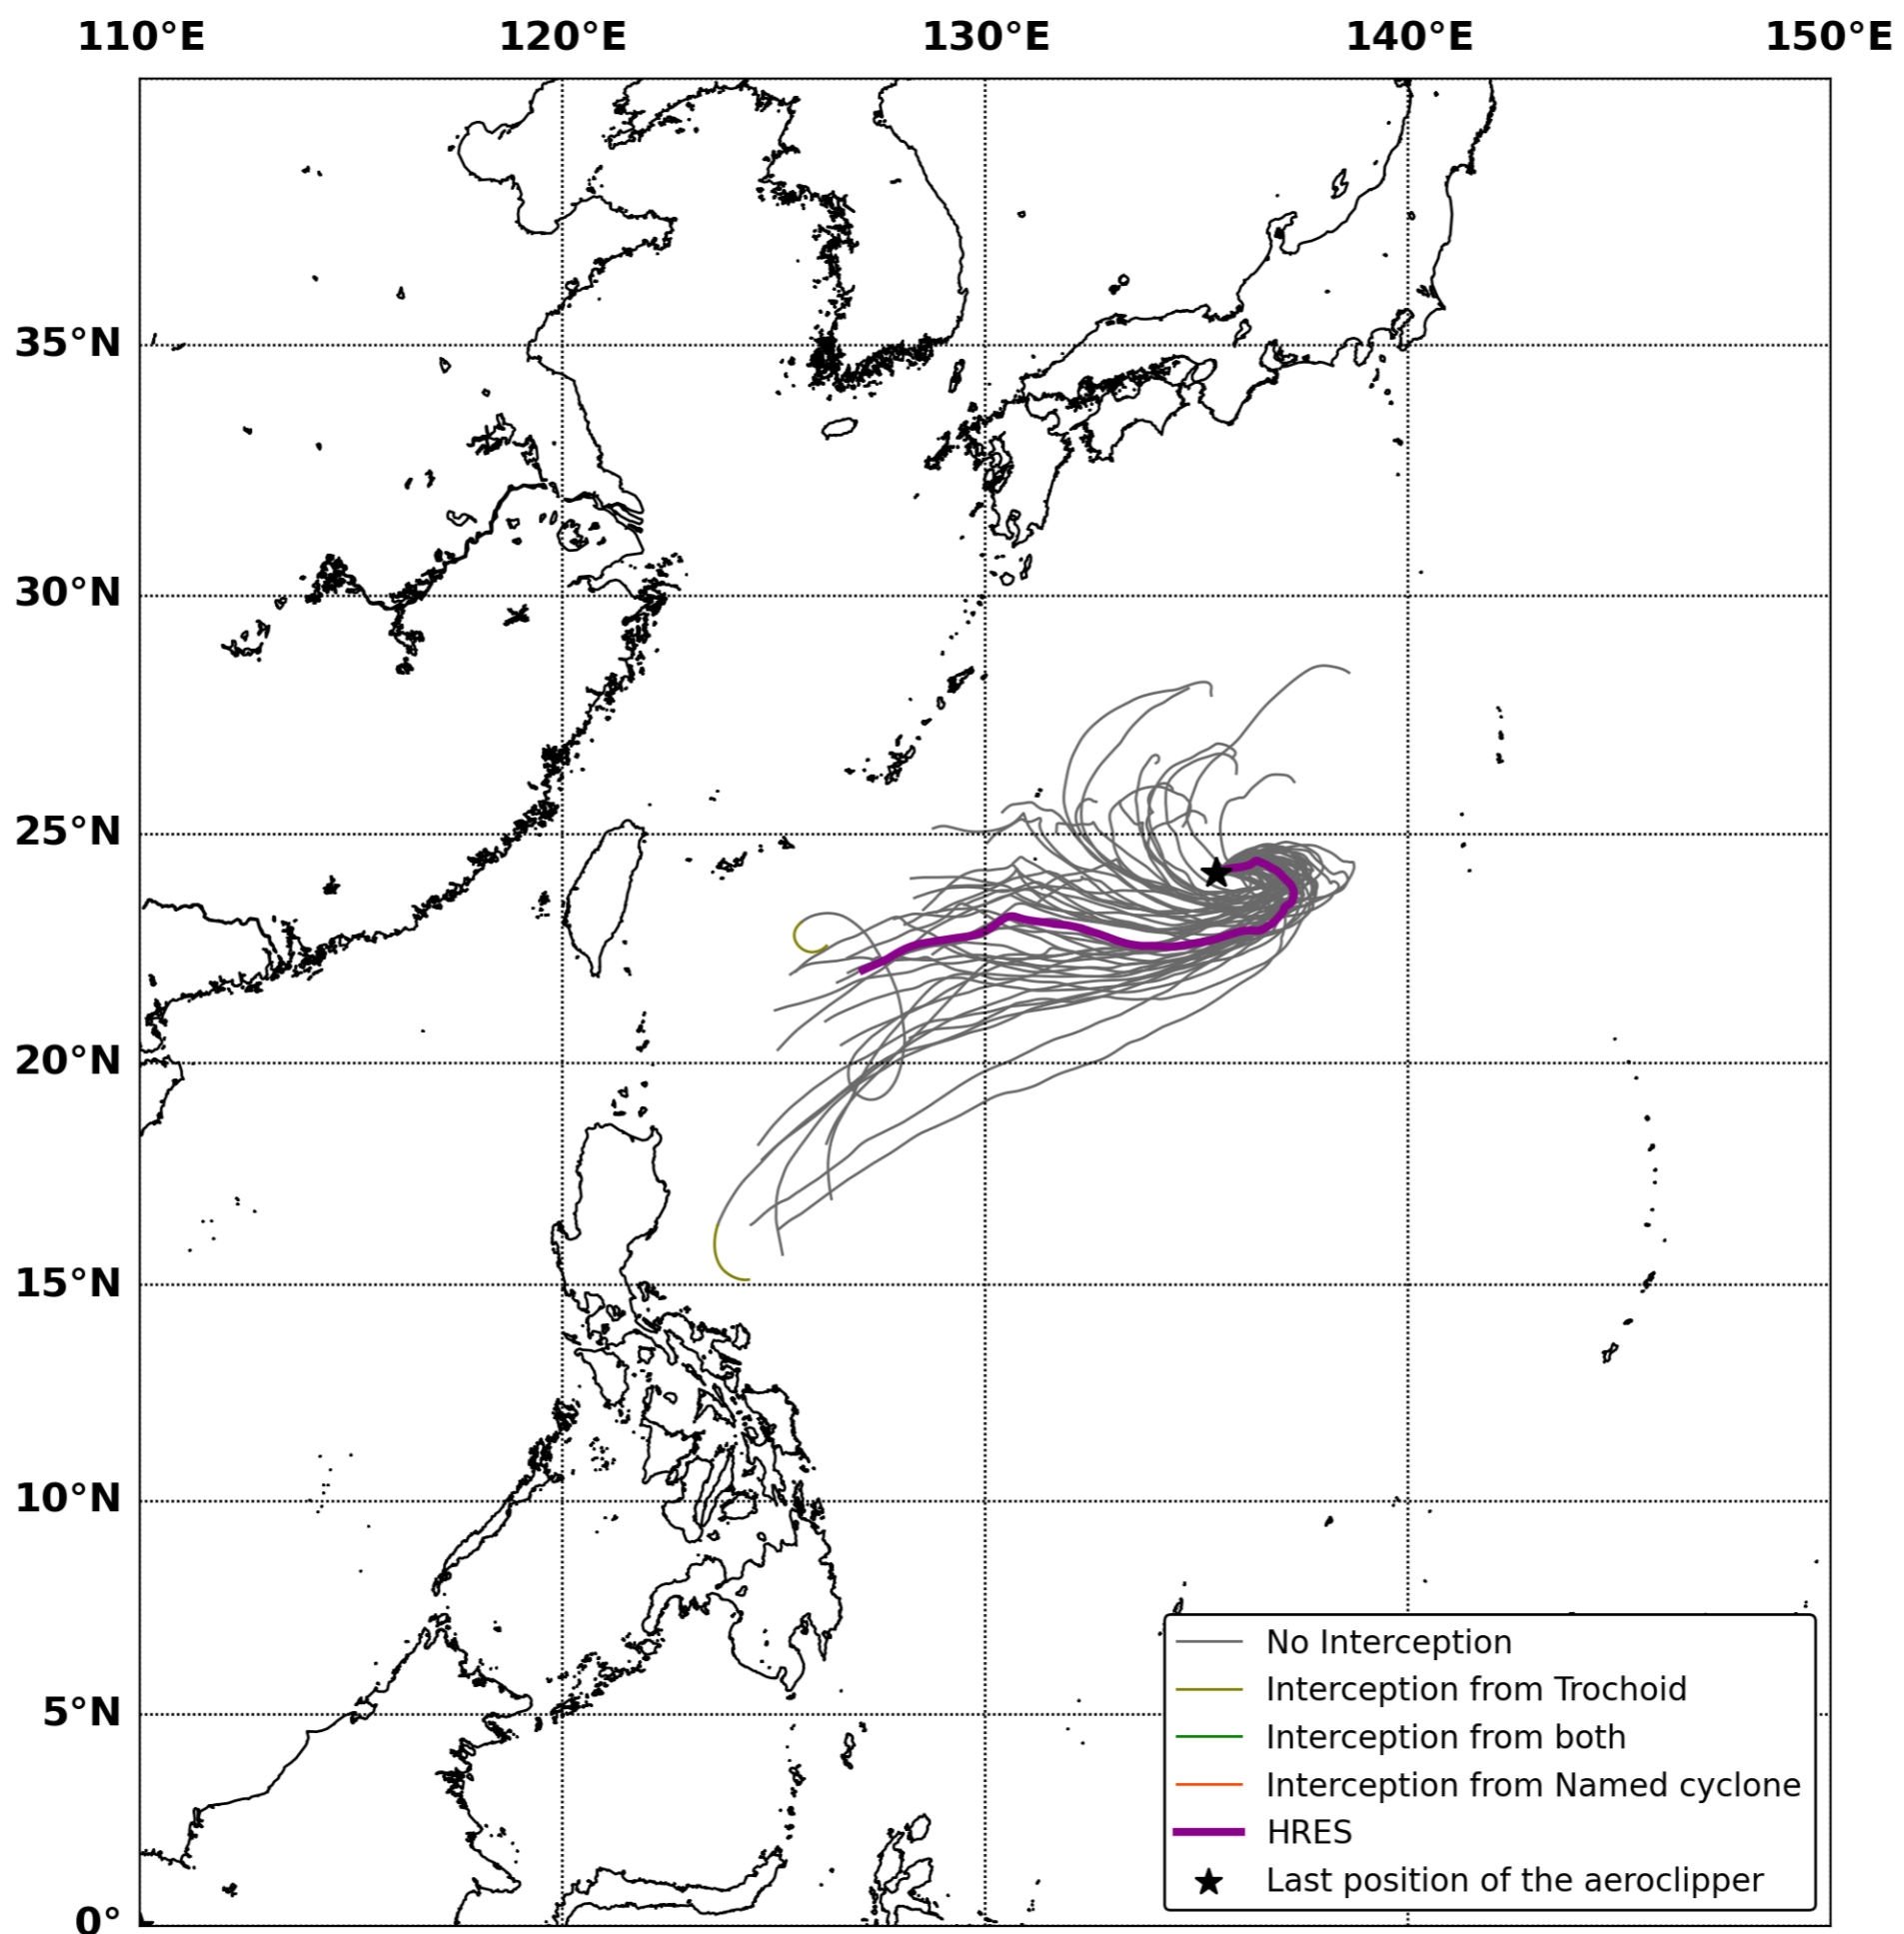 110°E 120°E 130°E 140°E 150°E
35°N
30°N
25°N
20°N
15°N
10°N
5°N
0°
No Interception
Interception from Trochoid
Interception from both
Interception from Named cyclone
HRES
Last position of the aeroclipper